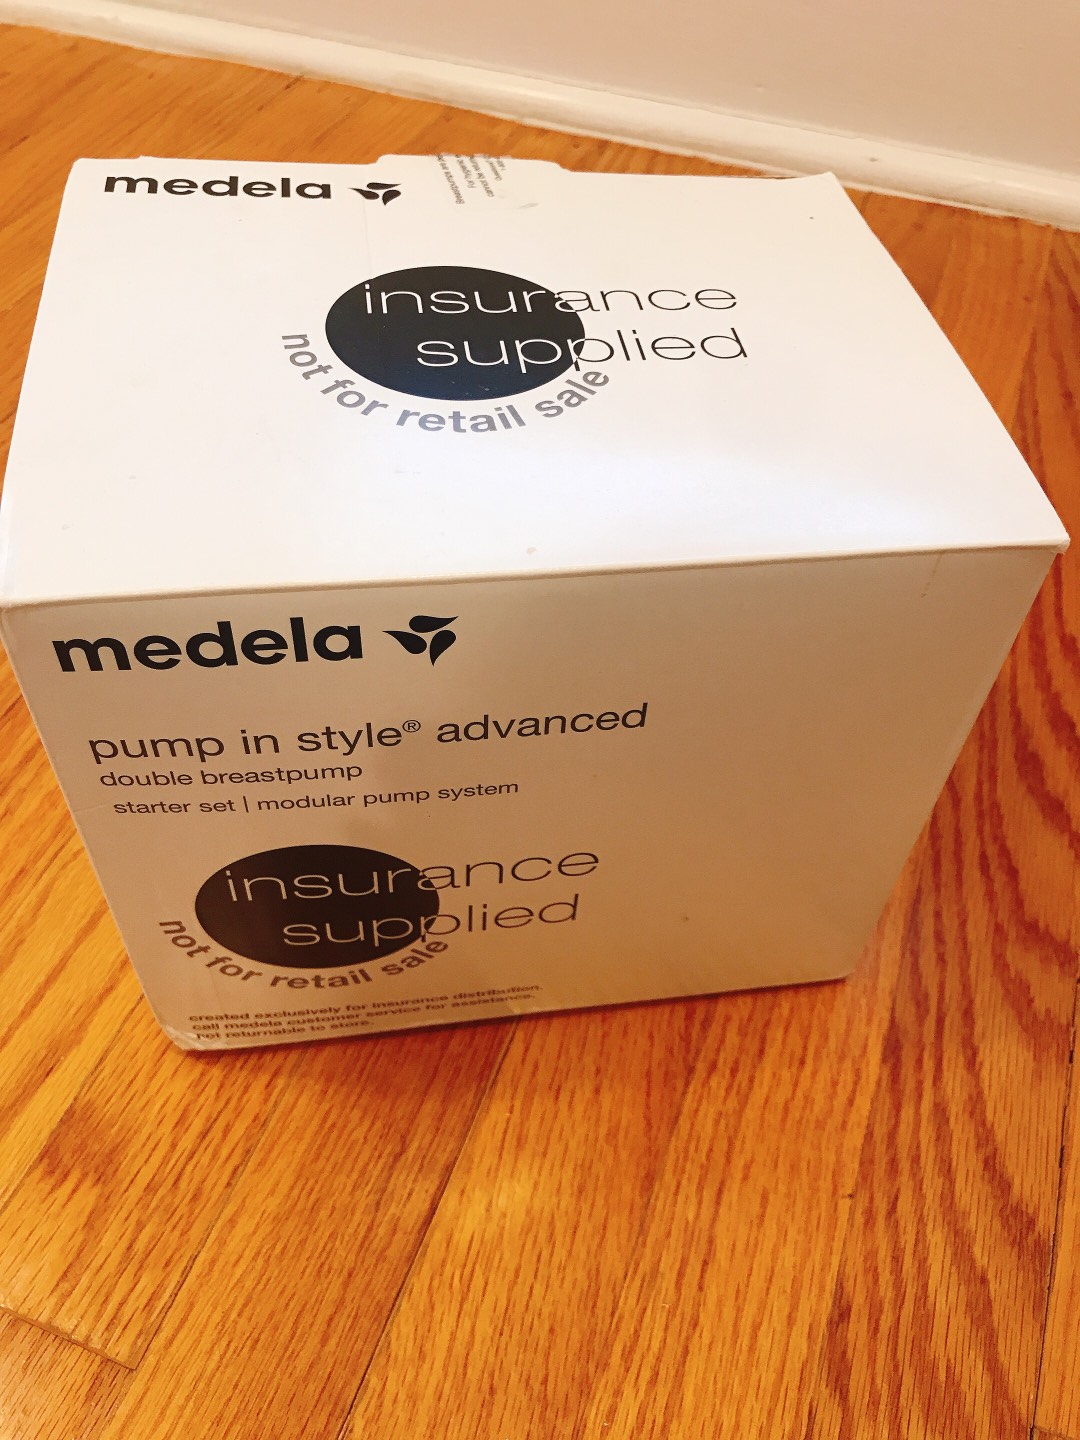 medela
insurance
supplied
not for retail sale
medela
pump in style® advanced
double breastpump
starter set | modular pump system
insurance
supplied
not for retail sale
created exclusively for insurance distribution.
call medela customer service for assistance.
not returnable to store.